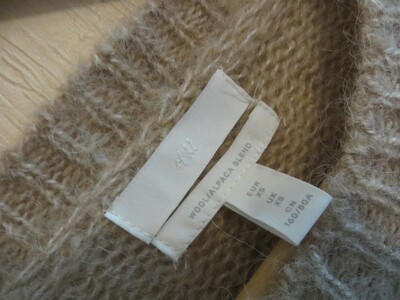 H&M
WOOL/ALPACA BLEND
EUR
XS
UK
XS
CN
160/80A